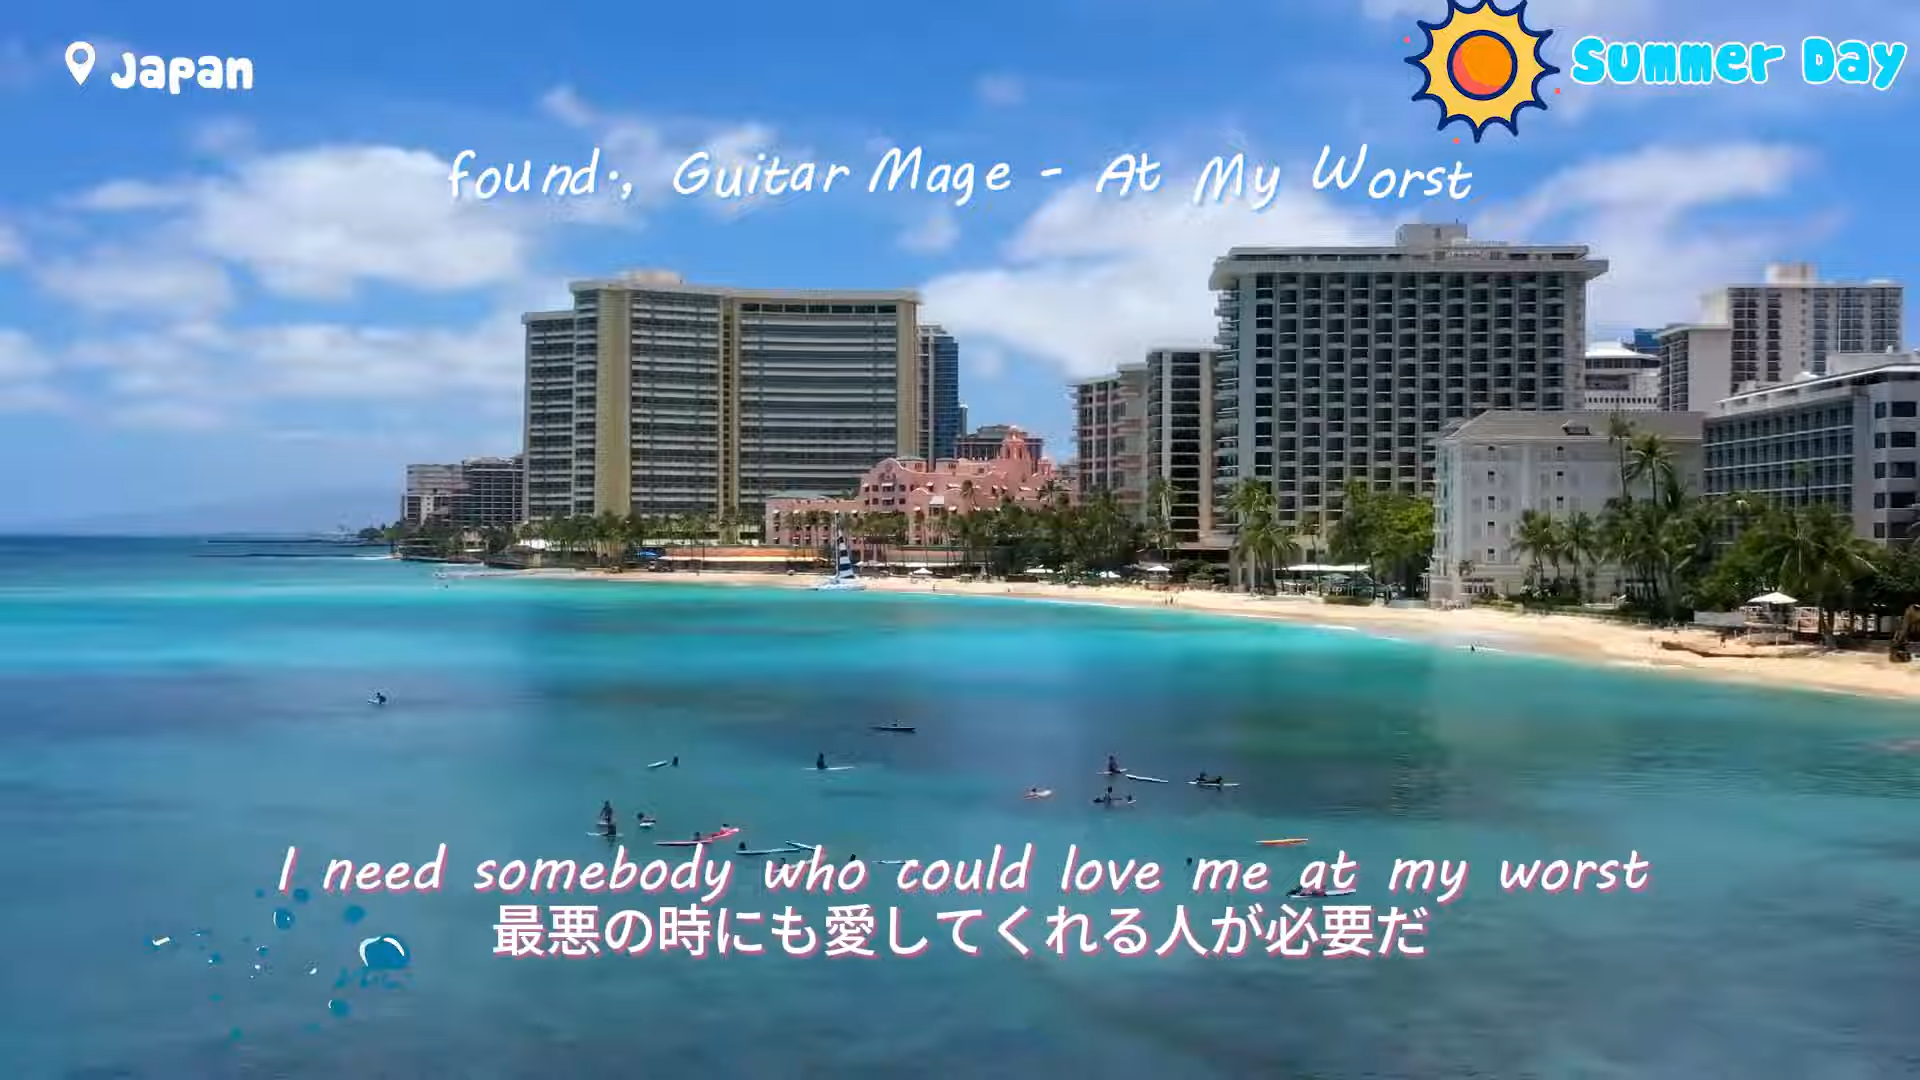 Japan
Summer Day
found., Guitar Mage - At My Worst
I need somebody who could love me at my worst
最悪の時にも愛してくれる人が必要だ